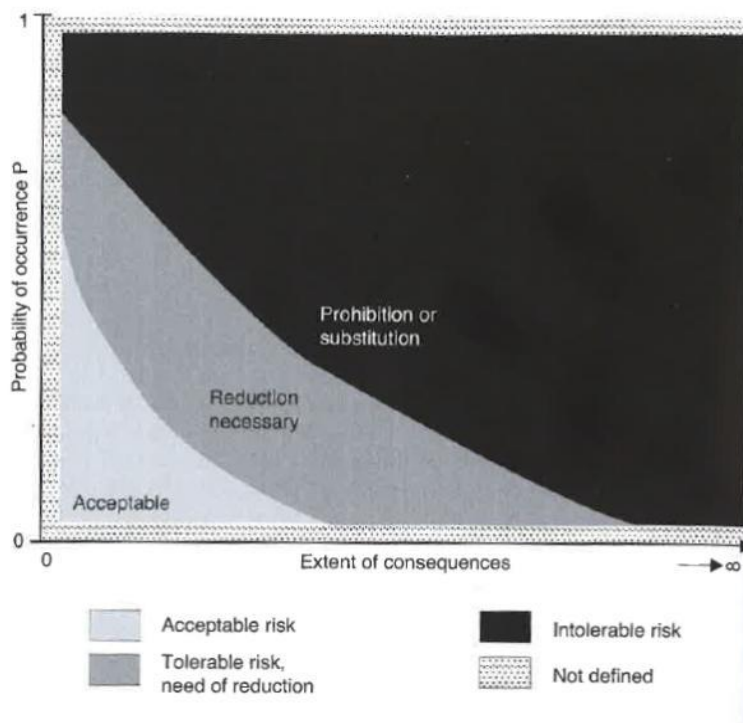 1
Probability of occurrence P
Prohibition or
substitution
Reduction
necessary
Acceptable
0
0
Extent of consequences
∞
Acceptable risk
Tolerable risk,
need of reduction
Intolerable risk
Not defined